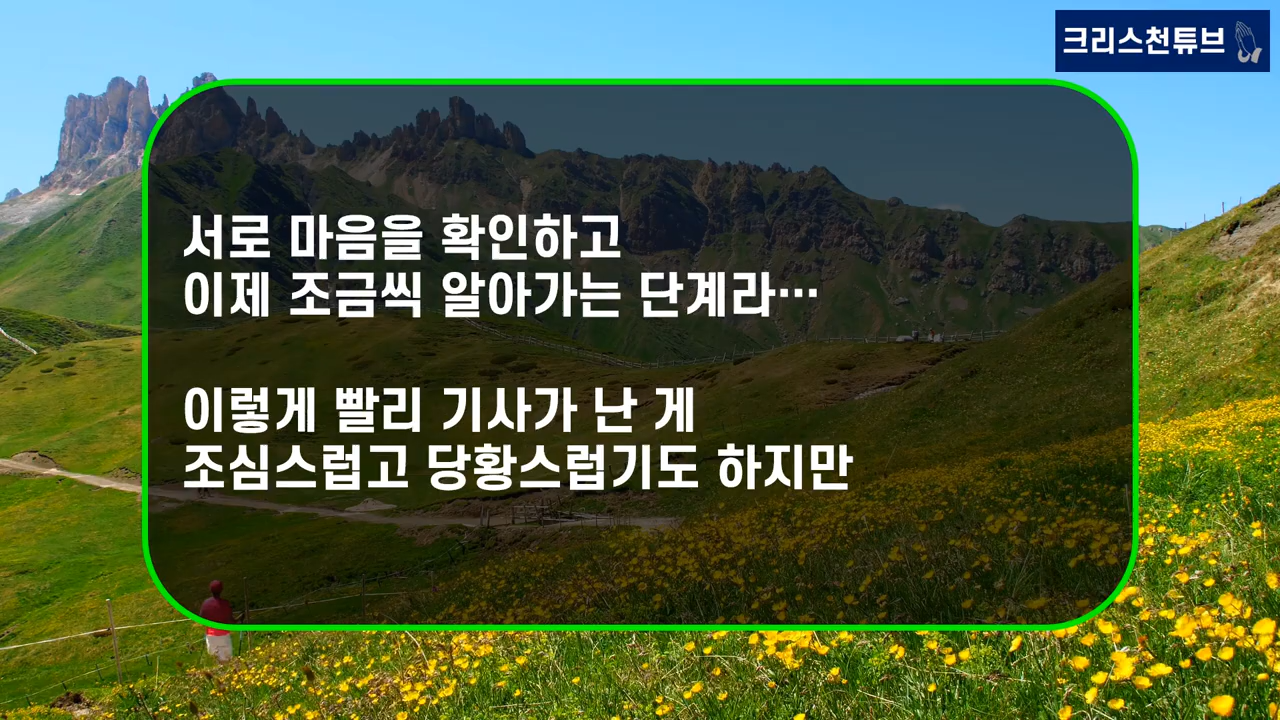 크리스천튜브
서로 마음을 확인하고
이제 조금씩 알아가는 단계라…
이렇게 빨리 기사가 난 게
조심스럽고 당황스럽기도 하지만